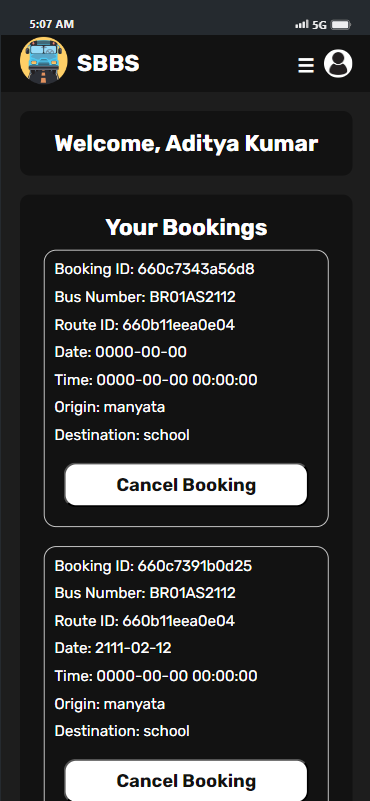 5:07 AM
5G
SBBS
Welcome, Aditya Kumar
Your Bookings
Booking ID: 660c7343a56d8
Bus Number: BR01AS2112
Route ID: 660b11eea0e04
Date: 0000-00-00
Time: 0000-00-00 00:00:00
Origin: manyata
Destination: school
Cancel Booking
Booking ID: 660c7391b0d25
Bus Number: BR01AS2112
Route ID: 660b11eea0e04
Date: 2111-02-12
Time: 0000-00-00 00:00:00
Origin: manyata
Destination: school
Cancel Booking